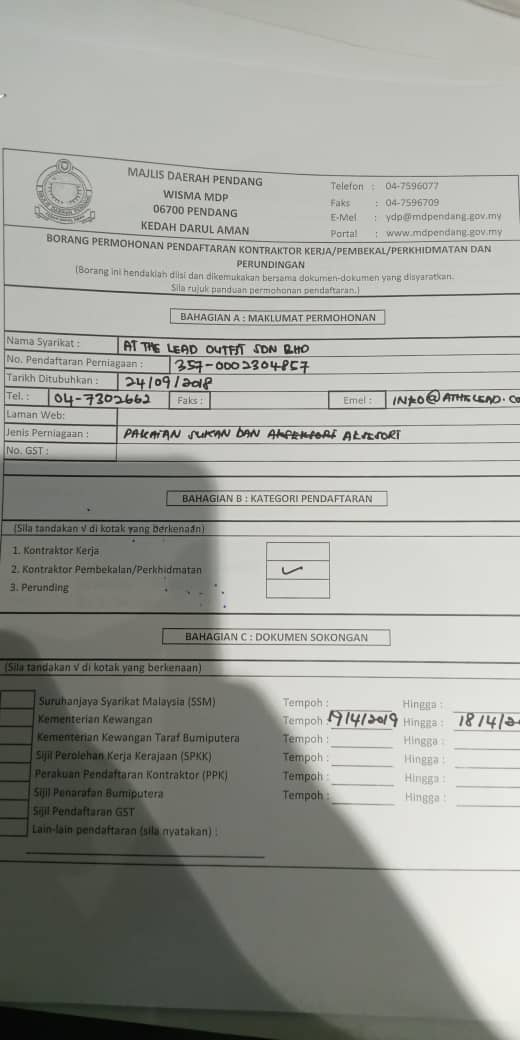 MAJLIS DAERAH PENDANG
WISMA MDP
06700 PENDANG
KEDAH DARUL AMAN
Telefon : 04-7596077
Faks : 04-7596709
E-Mel : ydp@mdpendang.gov.my
Portal : www.mdpendang.gov.my
BORANG PERMOHONAN PENDAFTARAN KONTRAKTOR KERJA/PEMBEKAL/PERKHIDMATAN DAN
PERUNDINGAN
(Borang ini hendaklah diisi dan dikemukakan bersama dokumen-dokumen yang disyaratkan.
Sila rujuk panduan permohonan pendaftaran.)
BAHAGIAN A : MAKLUMAT PERMOHONAN
Nama Syarikat : AT THE LEAD OUTFIT SDN BHD
No. Pendaftaran Perniagaan : 357-0002304857
Tarikh Ditubuhkan : 24/09/2018
Tel. : 04-7302662 Faks : Emel : INFO@ATHELEAD.CO
Laman Web:
Jenis Perniagaan : PAKAIAN SUKAN DAN
No. GST :
BAHAGIAN B : KATEGORI PENDAFTARAN
(Sila tandakan √ di kotak yang berkenaan)
1. Kontraktor Kerja
2. Kontraktor Pembekalan/Perkhidmatan ✓
3. Perunding
BAHAGIAN C : DOKUMEN SOKONGAN
(Sila tandakan √ di kotak yang berkenaan)
Suruhanjaya Syarikat Malaysia (SSM) Tempoh : Hingga :
Kementerian Kewangan Tempoh : 19/4/2019 Hingga : 18/4/2
Kementerian Kewangan Taraf Bumiputera Tempoh : Hingga :
Sijil Perolehan Kerja Kerajaan (SPKK) Tempoh : Hingga :
Perakuan Pendaftaran Kontraktor (PPK) Tempoh : Hingga :
Sijil Penarafan Bumiputera Tempoh : Hingga :
Sijil Pendaftaran GST
Lain-lain pendaftaran (sila nyatakan) :